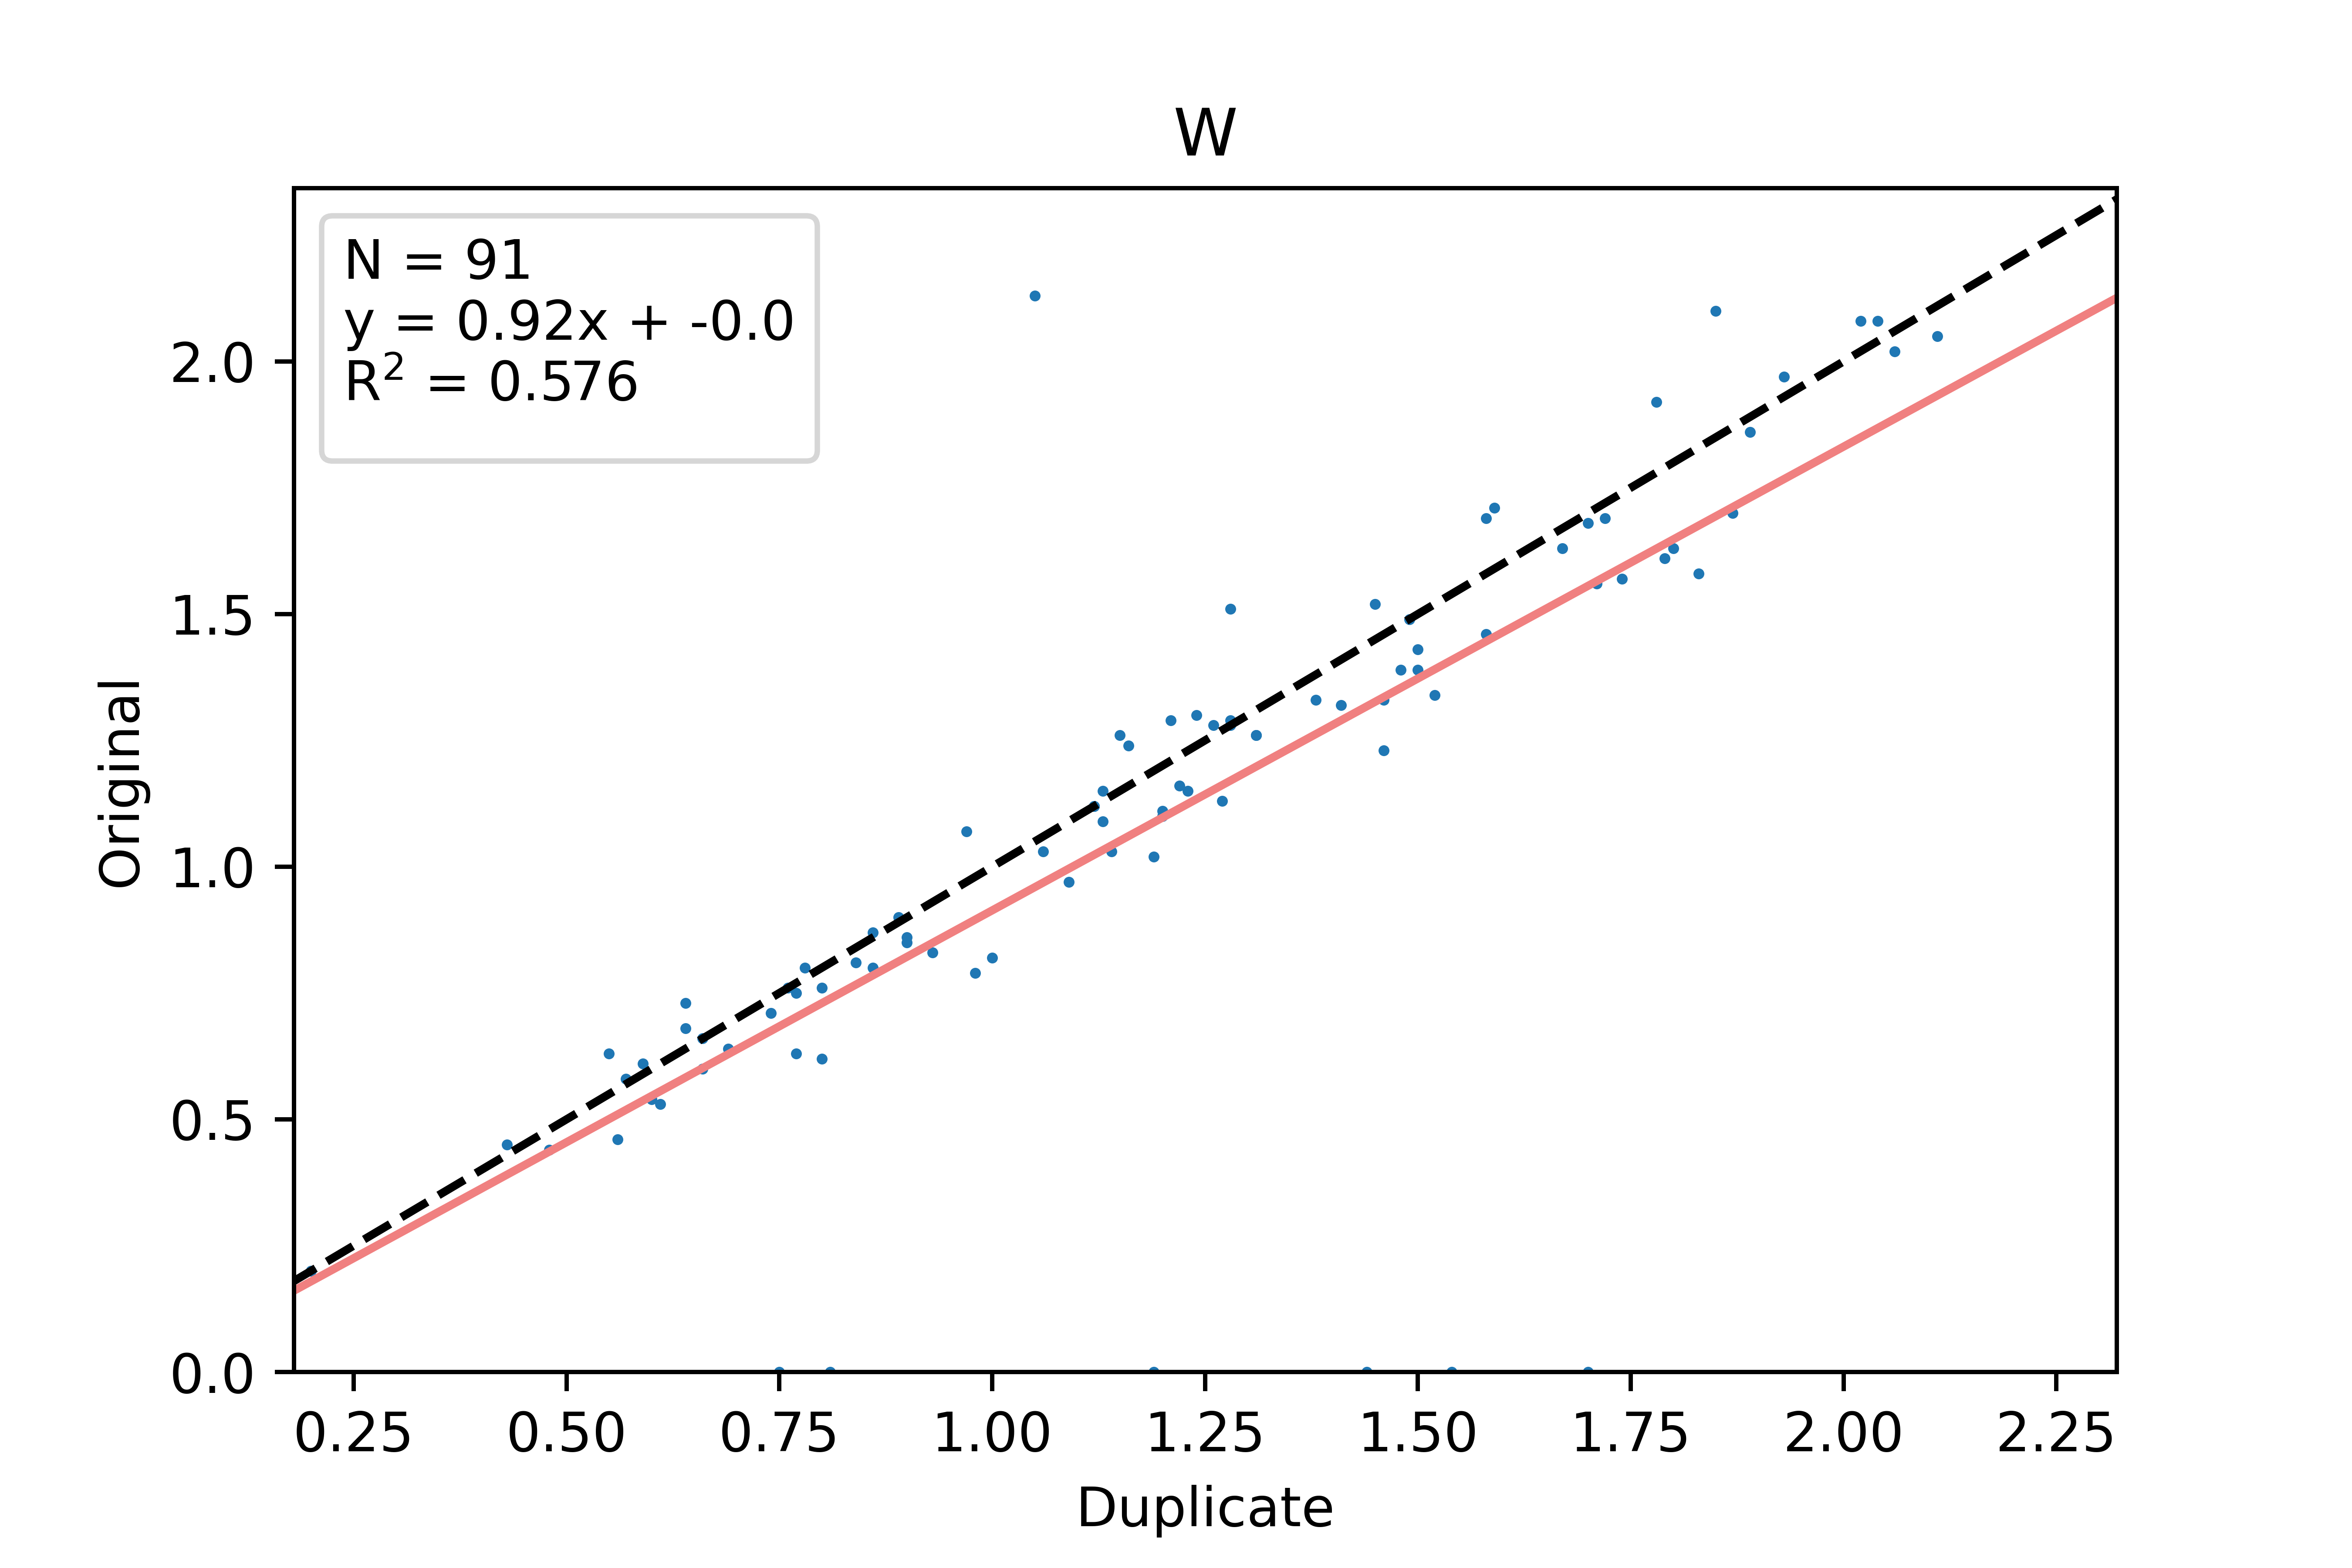 W
N = 91
y = 0.92x + -0.0
R² = 0.576
Original
2.0
1.5
1.0
0.5
0.0
0.25 0.50 0.75 1.00 1.25 1.50 1.75 2.00 2.25
Duplicate